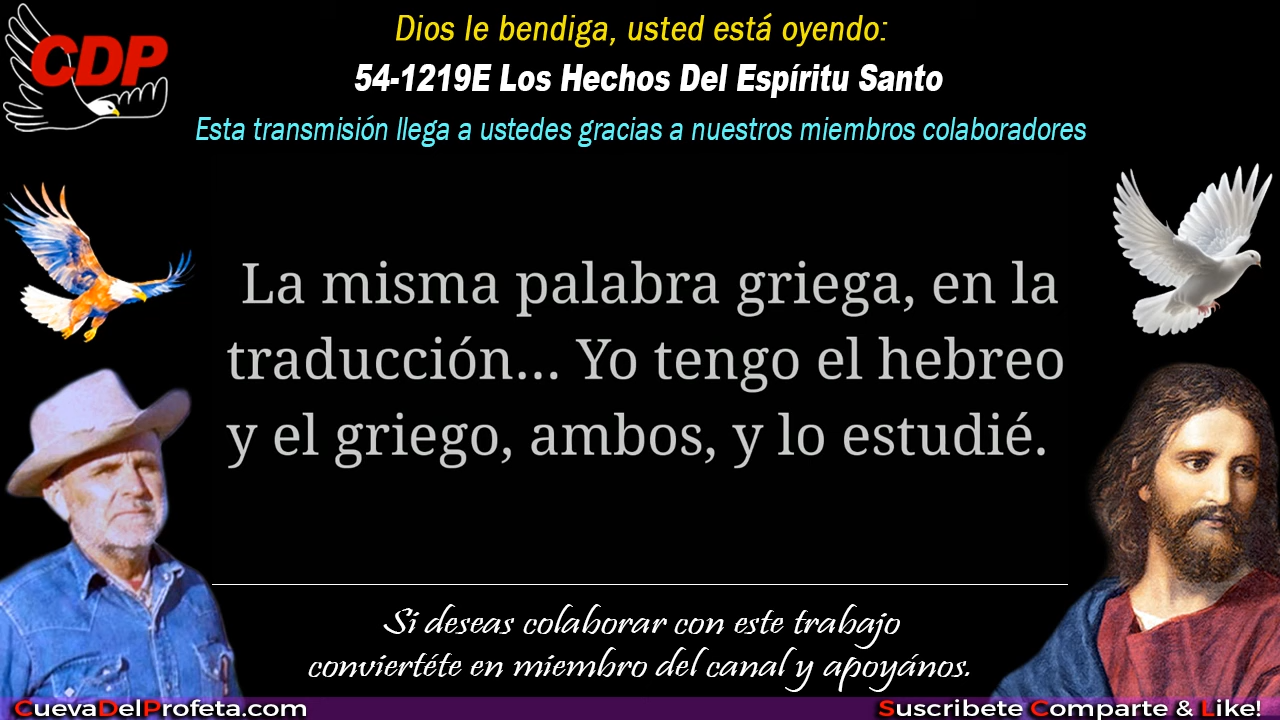 CDP
Dios le bendiga, usted está oyendo:
54-1219E Los Hechos Del Espíritu Santo
Esta transmisión llega a ustedes gracias a nuestros miembros colaboradores
La misma palabra griega, en la
traducción... Yo tengo el hebreo
y el griego, ambos, y lo estudié.
Si deseas colaborar con este trabajo
conviertéte en miembro del canal y apoyános.
CuevaDelProfeta.com
Suscribete Comparte & Like!